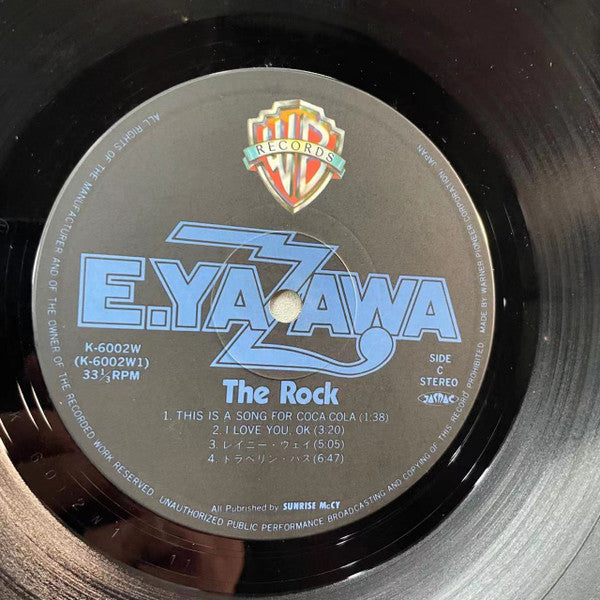 WB
RECORDS
E.YAZAWA
K-6002W
(K-6002W1)
33⅓RPM
SIDE
C
STEREO
JASRAC
The Rock
1. THIS IS A SONG FOR COCA COLA (1:38)
2. I LOVE YOU, OK (3:20)
3. レイニー・ウェイ (5:05)
4. トラベリン・バス (6:47)
All Pubrished by SUNRISE McCY
ALL RIGHTS OF THE MANUFACTURER AND OF THE OWNER OF THE RECORDED WORK RESERVED. UNAUTHORIZED PUBLIC PERFORMANCE BROADCASTING AND COPYING OF THIS RECORD PROHIBITED. MADE BY WARNER PIONEER CORPORATION, JAPAN